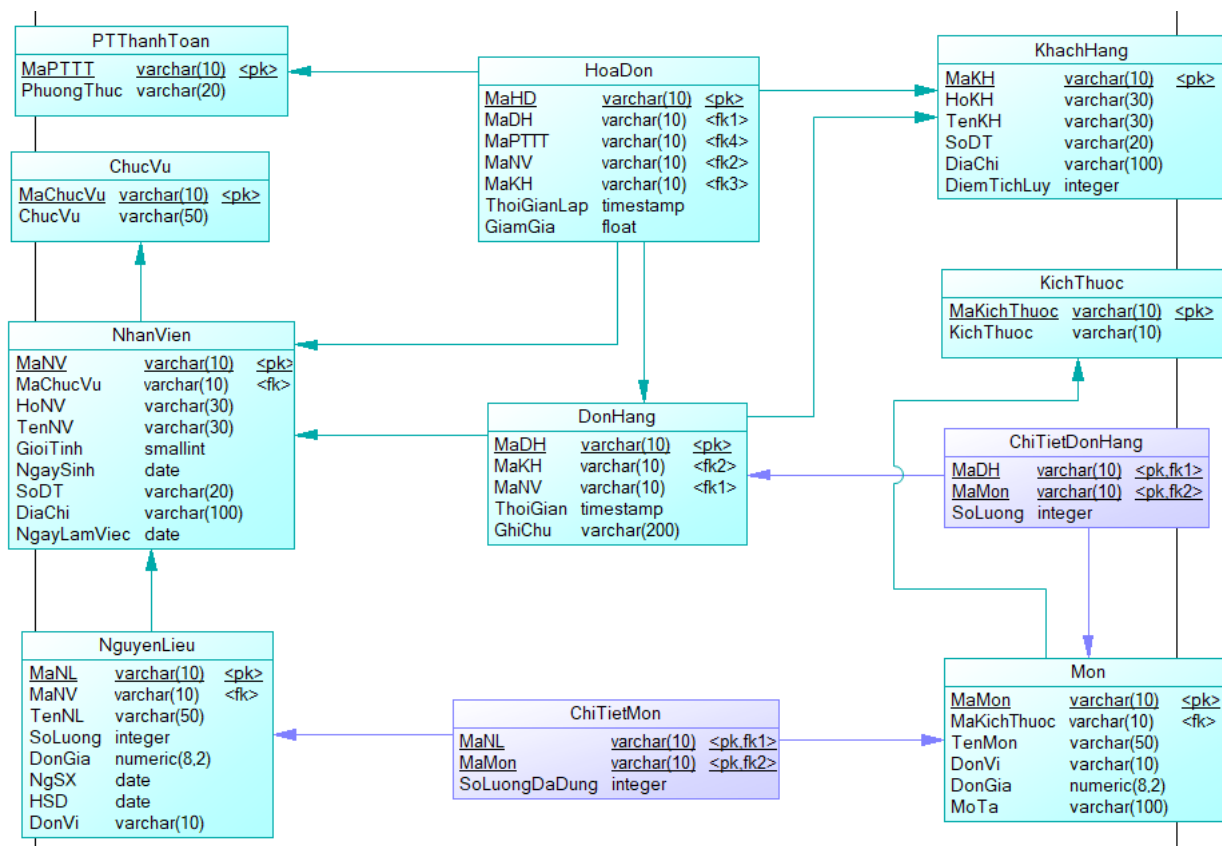 PTThanhToan
MaPTTT varchar(10) <pk>
PhuongThuc varchar(20)
HoaDon
MaHD varchar(10) <pk>
MaDH varchar(10) <fk1>
MaPTTT varchar(10) <fk4>
MaNV varchar(10) <fk2>
MaKH varchar(10) <fk3>
ThoiGianLap timestamp
GiamGia float
KhachHang
MaKH varchar(10) <pk>
HoKH varchar(30)
TenKH varchar(30)
SoDT varchar(20)
DiaChi varchar(100)
DiemTichLuy integer
ChucVu
MaChucVu varchar(10) <pk>
ChucVu varchar(50)
KichThuoc
MaKichThuoc varchar(10) <pk>
KichThuoc varchar(10)
NhanVien
MaNV varchar(10) <pk>
MaChucVu varchar(10) <fk>
HoNV varchar(30)
TenNV varchar(30)
GioiTinh smallint
NgaySinh date
SoDT varchar(20)
DiaChi varchar(100)
NgayLamViec date
DonHang
MaDH varchar(10) <pk>
MaKH varchar(10) <fk2>
MaNV varchar(10) <fk1>
ThoiGian timestamp
GhiChu varchar(200)
ChiTietDonHang
MaDH varchar(10) <pk,fk1>
MaMon varchar(10) <pk,fk2>
SoLuong integer
NguyenLieu
MaNL varchar(10) <pk>
MaNV varchar(10) <fk>
TenNL varchar(50)
SoLuong integer
DonGia numeric(8,2)
NgSX date
HSD date
DonVi varchar(10)
ChiTietMon
MaNL varchar(10) <pk,fk1>
MaMon varchar(10) <pk,fk2>
SoLuongDaDung integer
Mon
MaMon varchar(10) <pk>
MaKichThuoc varchar(10) <fk>
TenMon varchar(50)
DonVi varchar(10)
DonGia numeric(8,2)
MoTa varchar(100)